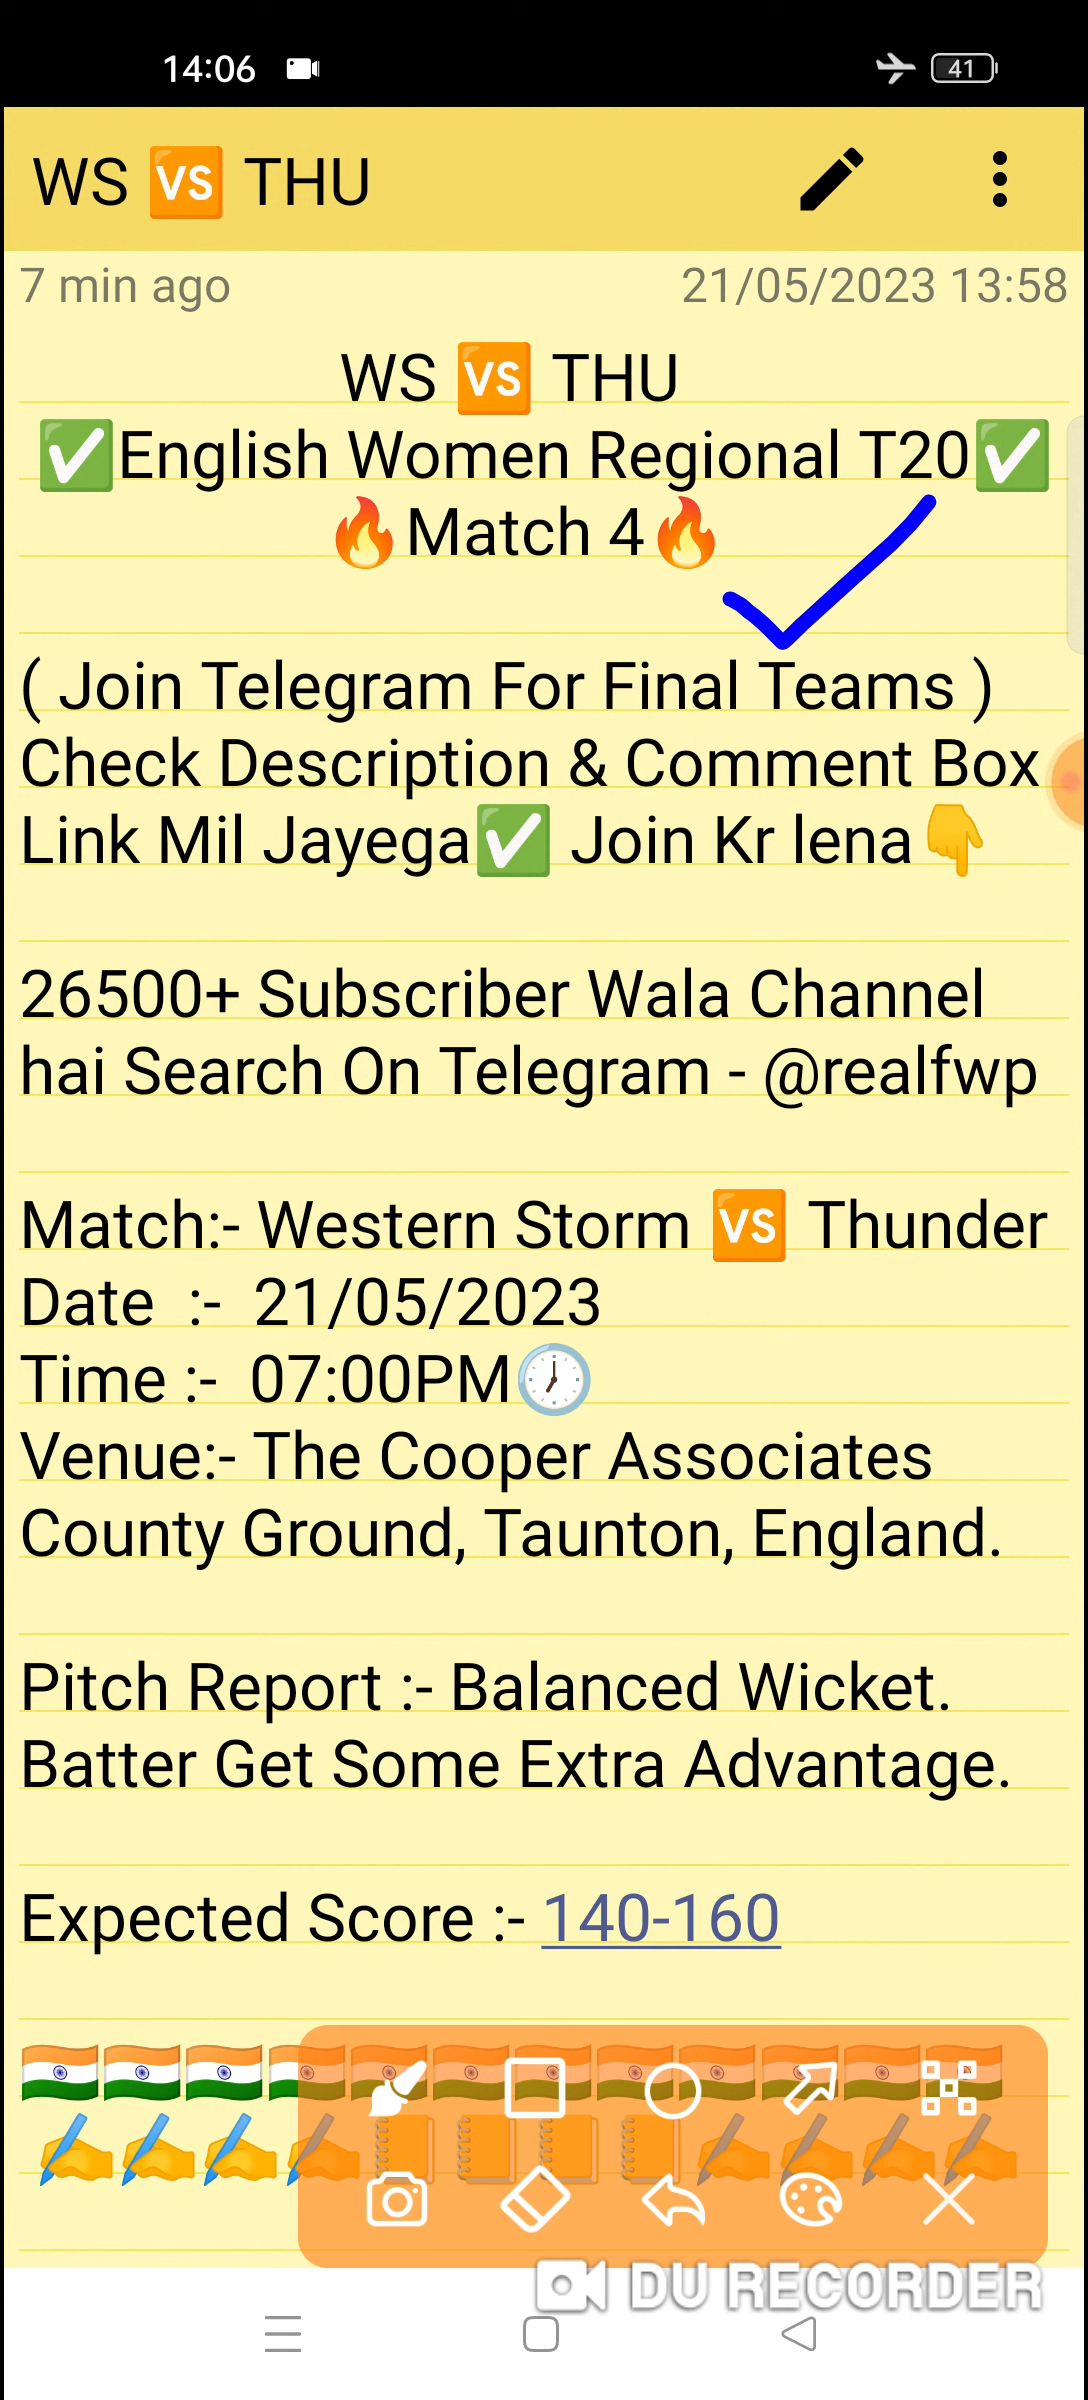 14:06
41
WS 🆚 THU
7 min ago 21/05/2023 13:58
WS 🆚 THU
✅English Women Regional T20✅
🔥Match 4🔥
( Join Telegram For Final Teams )
Check Description & Comment Box
Link Mil Jayega✅ Join Kr lena👇
26500+ Subscriber Wala Channel
hai Search On Telegram - @realfwp
Match:- Western Storm 🆚 Thunder
Date :- 21/05/2023
Time :- 07:00PM🕖
Venue:- The Cooper Associates
County Ground, Taunton, England.
Pitch Report :- Balanced Wicket.
Batter Get Some Extra Advantage.
Expected Score :- 140-160
DU RECORDER